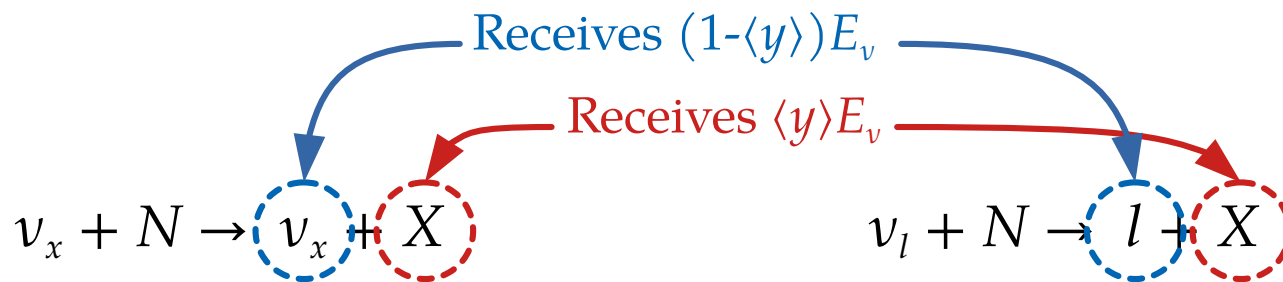 Receives (1-⟨y⟩)E_ν
Receives ⟨y⟩E_ν
ν_x + N → ν_x + X
ν_l + N → l + X